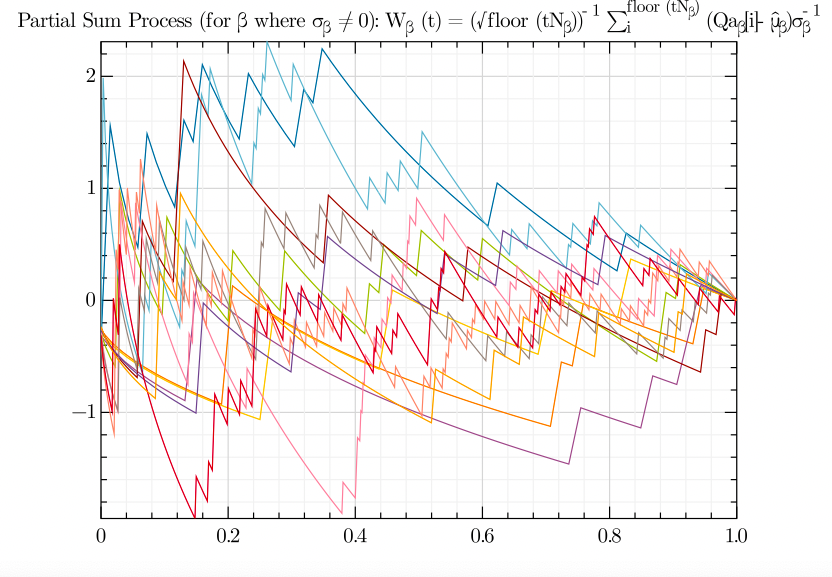 Partial Sum Process (for β where σβ ≠ 0): Wβ (t) = (√floor (tNβ))⁻¹ ∑ᵢ^floor (tNβ) (Qaβ[i]- ûβ)σβ⁻¹
2
1
0
−1
0 0.2 0.4 0.6 0.8 1.0